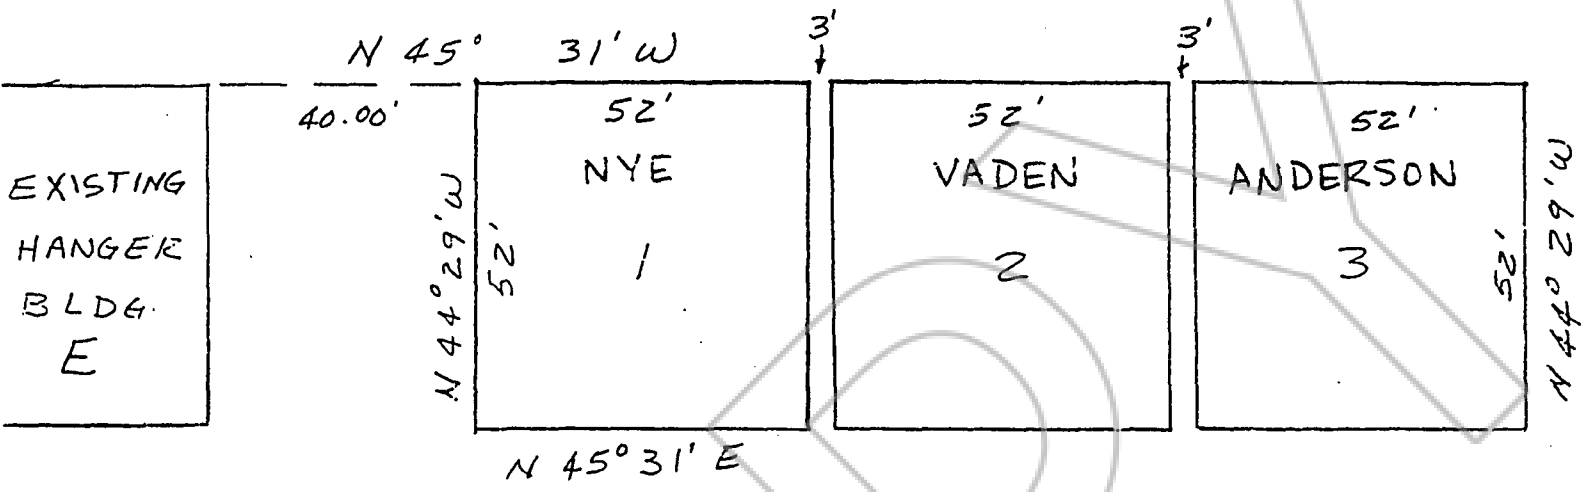 N 45° 31' W
3'
3'
40.00'
52'
52'
52'
EXISTING
HANGER
BLDG.
E
NYE
VADEN
ANDERSON
N 44° 29' W
52'
1
2
3
52'
N 44° 29' W
N 45° 31' E